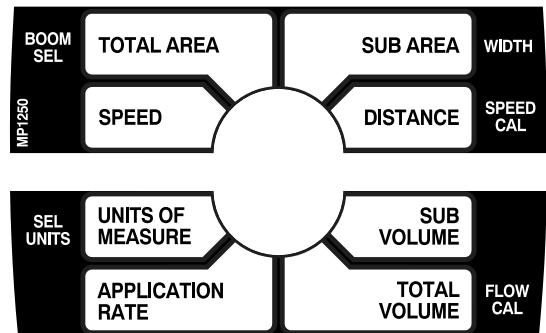 BOOM
SEL
TOTAL AREA
SUB AREA
WIDTH
MP1250
SPEED
DISTANCE
SPEED
CAL
SEL
UNITS
UNITS OF
MEASURE
SUB
VOLUME
APPLICATION
RATE
TOTAL
VOLUME
FLOW
CAL